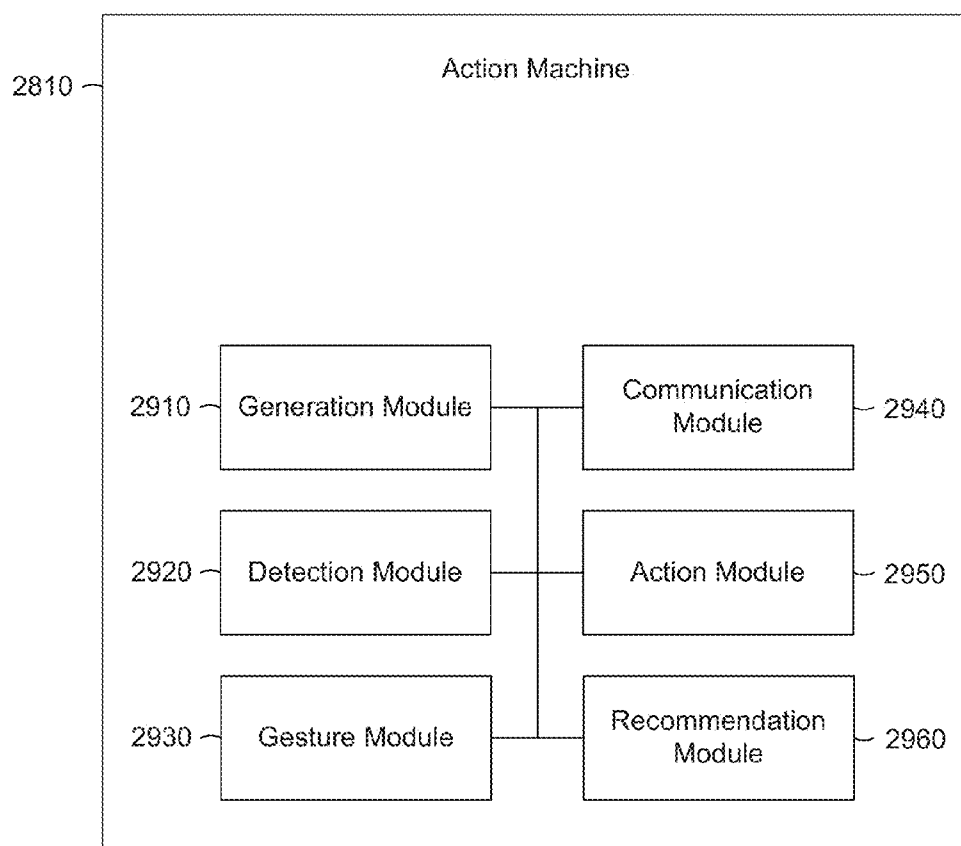 Action Machine
2810
2910 Generation Module
Communication
Module
2940
2920 Detection Module
Action Module 2950
2930 Gesture Module
Recommendation
Module
2960